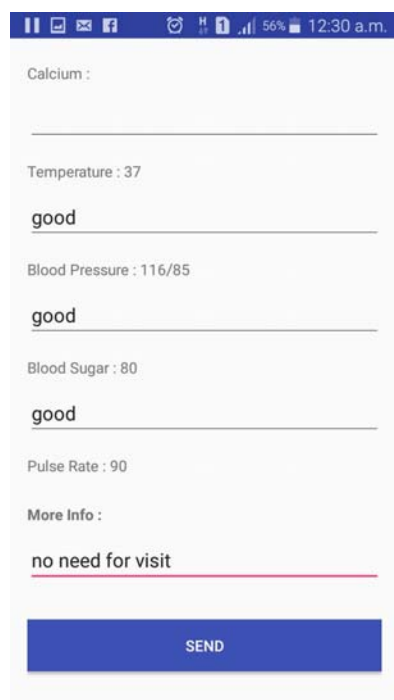 56% 12:30 a.m.
Calcium :
Temperature : 37
good
Blood Pressure : 116/85
good
Blood Sugar : 80
good
Pulse Rate : 90
More Info :
no need for visit
SEND